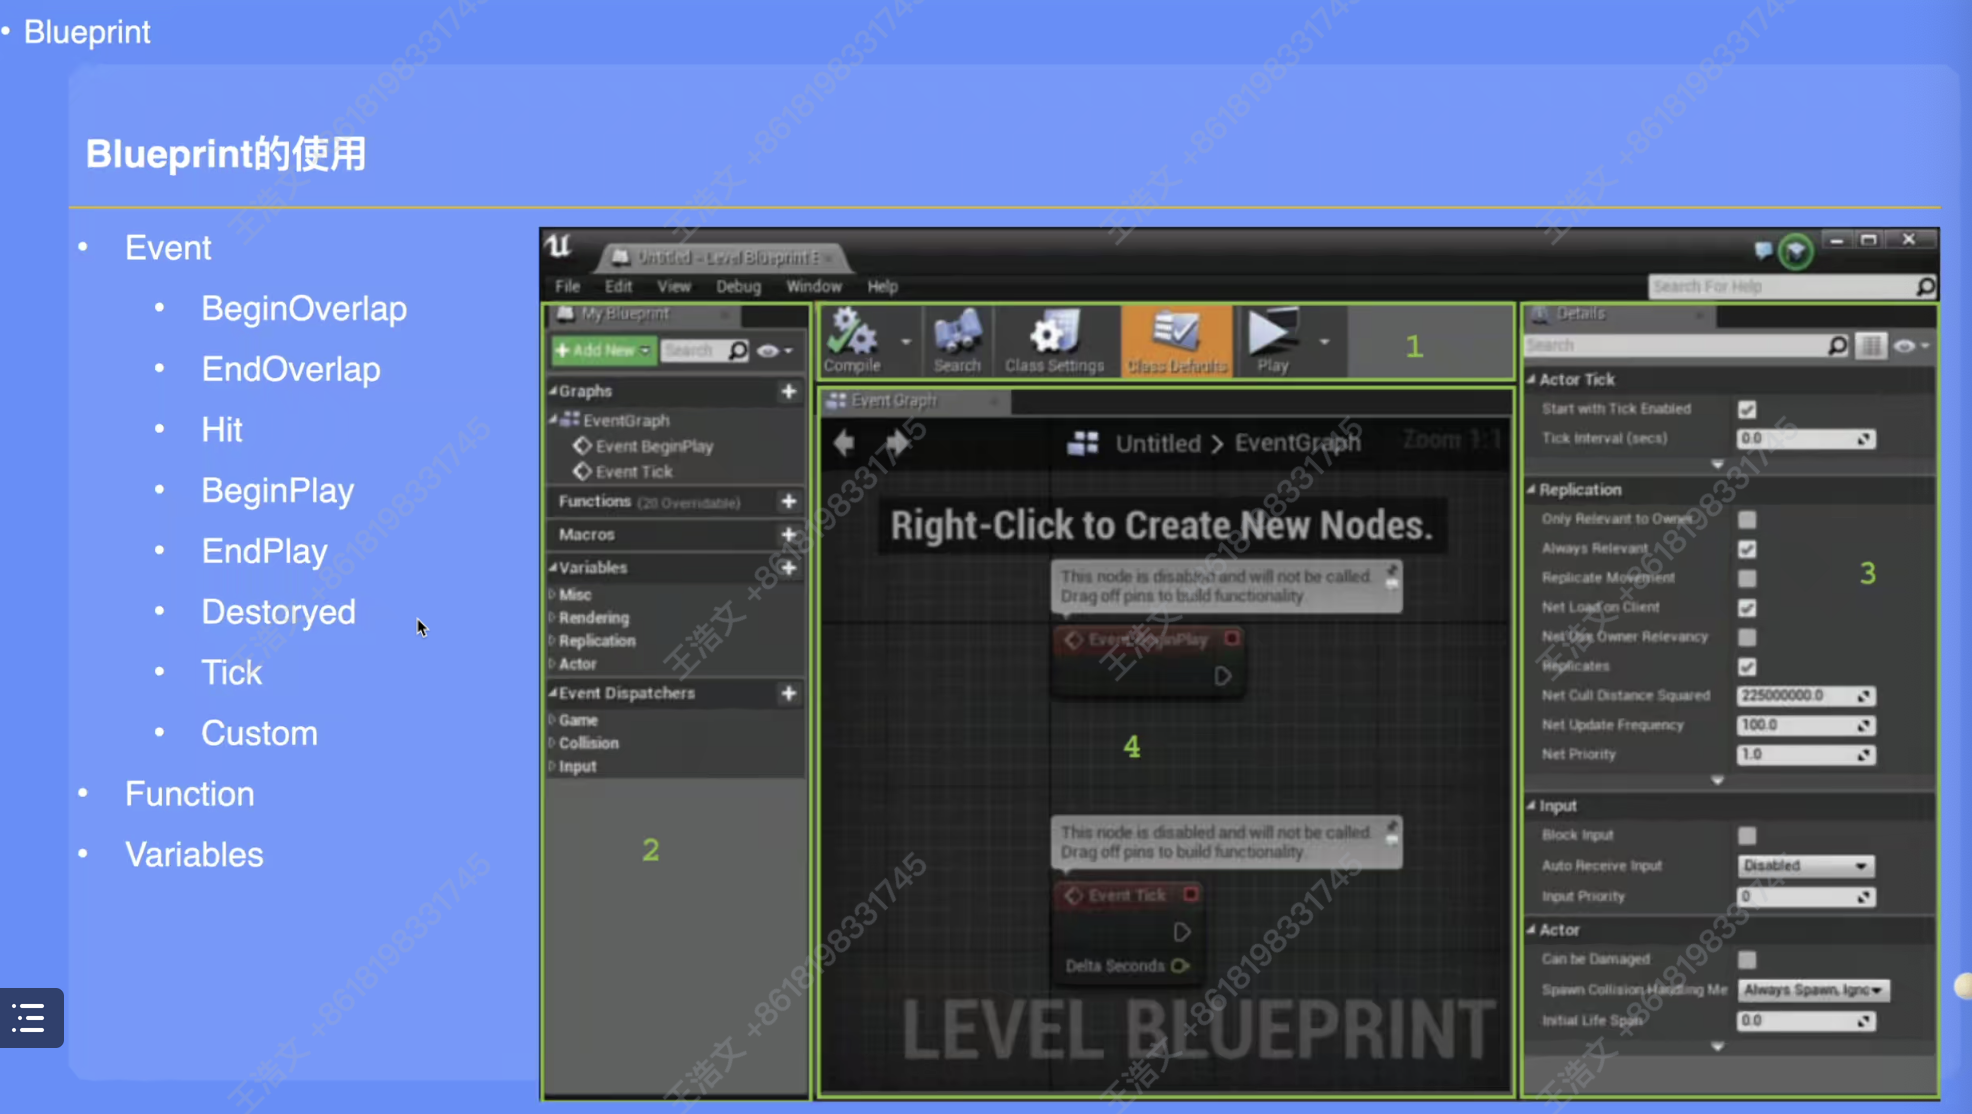 • Blueprint
Blueprint的使用
• Event
• BeginOverlap
• EndOverlap
• Hit
• BeginPlay
• EndPlay
• Destoryed
• Tick
• Custom
• Function
• Variables
Untitled - Level Blueprint E
File Edit View Debug Window Help
Search For Help
My Blueprint
+ Add New
Search
Graphs +
EventGraph
Event BeginPlay
Event Tick
Functions (20 Overridable) +
Macros +
Variables +
Misc
Rendering
Replication
Actor
Event Dispatchers +
Game
Collision
Input
2
Compile Search Class Settings Class Defaults Play
1
Event Graph
Untitled > EventGraph Zoom 1:1
Right-Click to Create New Nodes.
This node is disabled and will not be called.
Drag off pins to build functionality.
Event BeginPlay
4
This node is disabled and will not be called.
Drag off pins to build functionality.
Event Tick
Delta Seconds
LEVEL BLUEPRINT
Details
Search
Actor Tick
Start with Tick Enabled
Tick Interval (secs) 0.0
Replication
Only Relevant to Owner
Always Relevant
Replicate Movement
Net Load on Client
Net Use Owner Relevancy
Replicates
Net Cull Distance Squared 225000000.0
Net Update Frequency 100.0
Net Priority 1.0
3
Input
Block Input
Auto Receive Input Disabled
Input Priority 0
Actor
Can be Damaged
Spawn Collision Handling Me Always Spawn, Igno
Initial Life Span 0.0
王浩文 +8618198331745